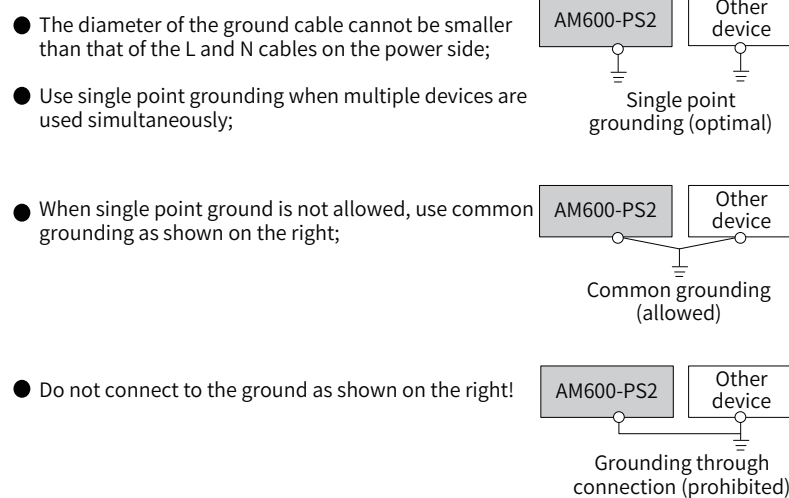 ● The diameter of the ground cable cannot be smaller
than that of the L and N cables on the power side;
● Use single point grounding when multiple devices are
used simultaneously;
AM600-PS2
Other
device
Single point
grounding (optimal)
● When single point ground is not allowed, use common
grounding as shown on the right;
AM600-PS2
Other
device
Common grounding
(allowed)
● Do not connect to the ground as shown on the right!
AM600-PS2
Other
device
Grounding through
connection (prohibited)